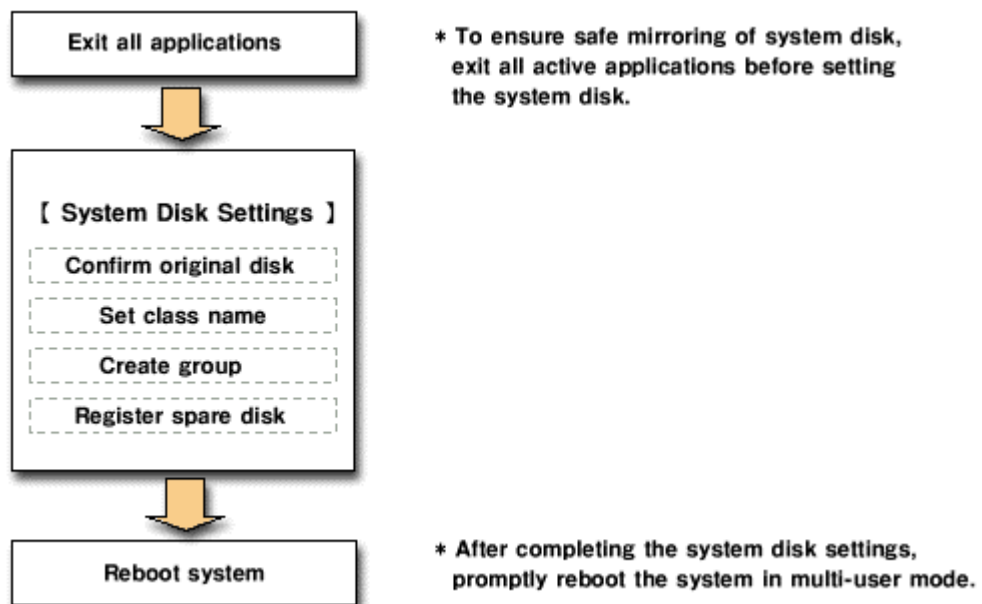 Exit all applications
* To ensure safe mirroring of system disk,
exit all active applications before setting
the system disk.
【 System Disk Settings 】
Confirm original disk
Set class name
Create group
Register spare disk
Reboot system
* After completing the system disk settings,
promptly reboot the system in multi-user mode.